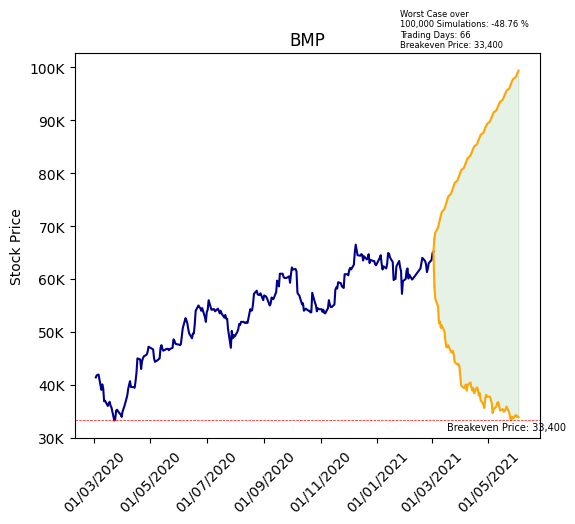 Worst Case over
100,000 Simulations: -48.76 %
Trading Days: 66
Breakeven Price: 33,400
BMP
Stock Price
100K
90K
80K
70K
60K
50K
40K
30K
Breakeven Price: 33,400
01/03/2020
01/05/2020
01/07/2020
01/09/2020
01/11/2020
01/01/2021
01/03/2021
01/05/2021